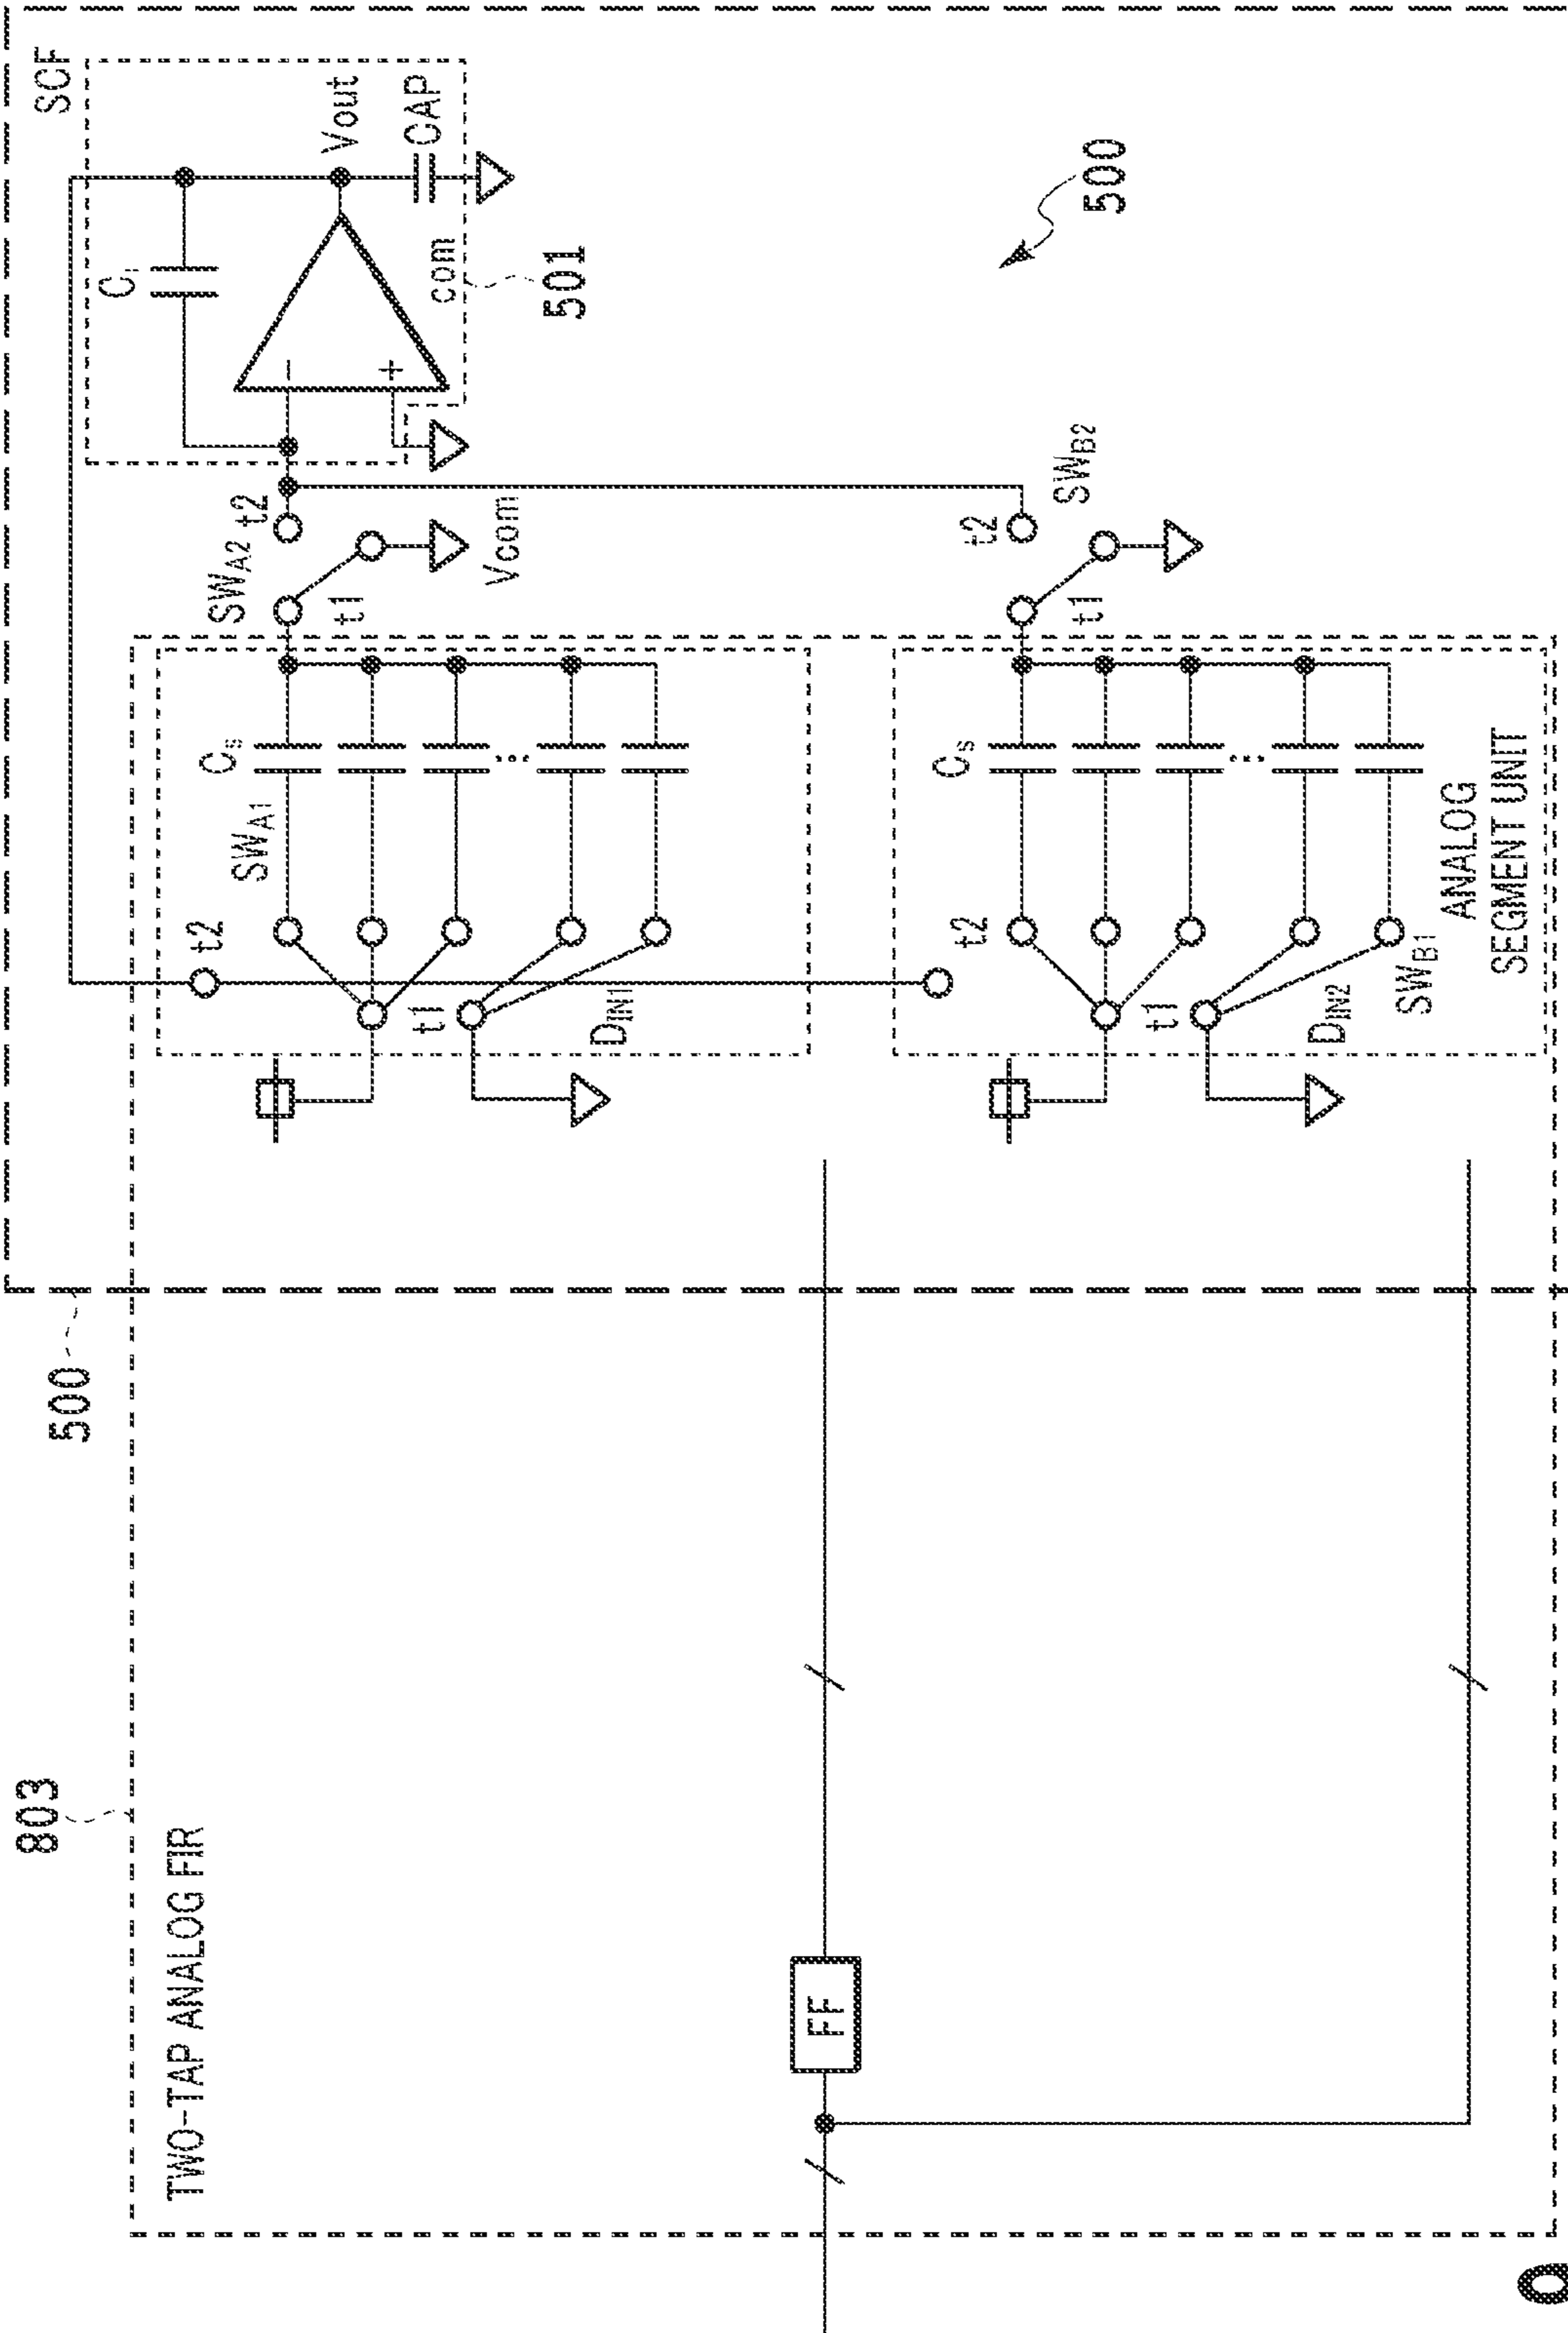 SCF
C
Vout
CAP
com
501
500
SWA2
t2
t1
Vcom
SWB2
t2
t1
Cs
SWA1
t2
t1
DIN1
Cs
t2
t1
DIN2
SWB1
ANALOG
SEGMENT UNIT
500
803
TWO-TAP ANALOG FIR
FF
-
+
...
...